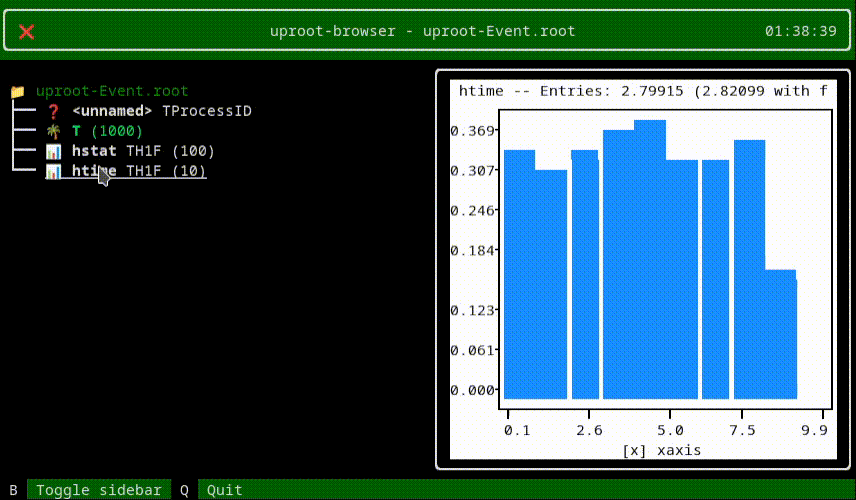 uproot-browser - uproot-Event.root 01:38:39
uproot-Event.root
<unnamed> TProcessID
T (1000)
hstat TH1F (100)
htime TH1F (10)
htime -- Entries: 2.79915 (2.82099 with f
0.369
0.307
0.246
0.184
0.123
0.061
0.000
0.1 2.6 5.0 7.5 9.9
[x] xaxis
B Toggle sidebar Q Quit